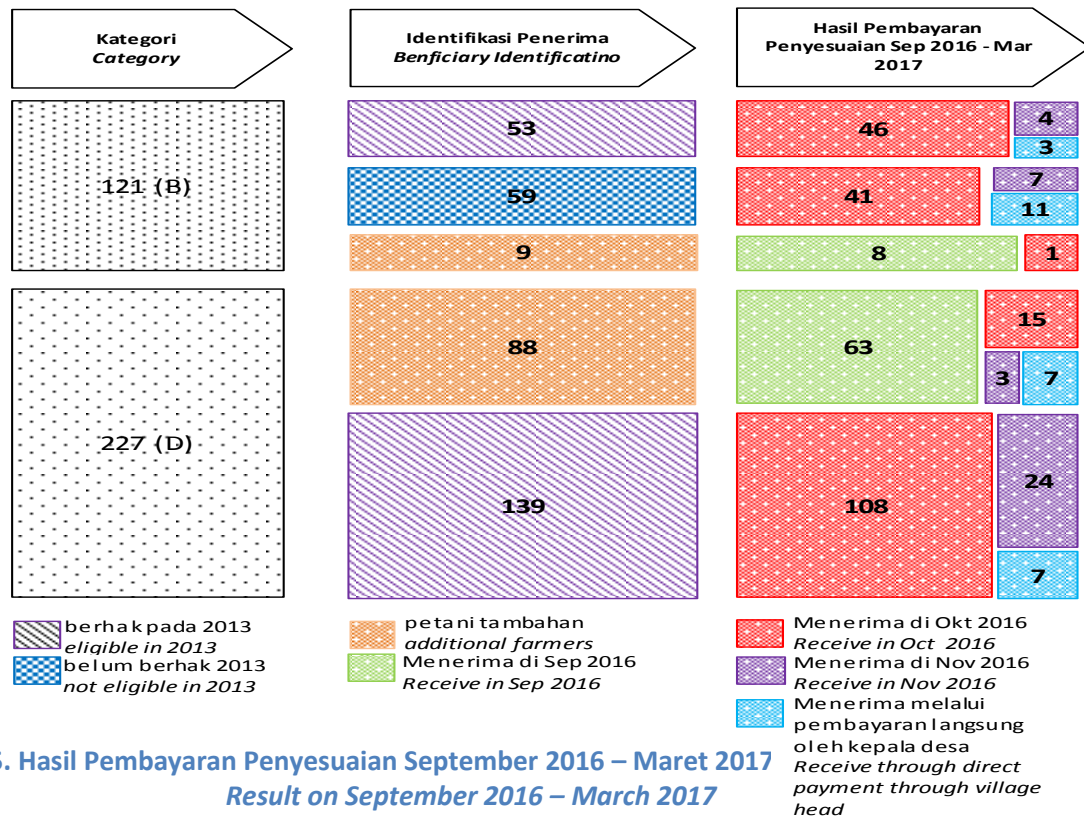 Kategori
Category
Identifikasi Penerima
Benficiary Identificatino
Hasil Pembayaran
Penyesuaian Sep 2016 - Mar
2017
121 (B)
53
46
4
3
59
41
7
11
9
8
1
227 (D)
88
63
15
3
7
139
108
24
7
berhak pada 2013
eligible in 2013
belum berhak 2013
not eligible in 2013
petani tambahan
additional farmers
Menerima di Sep 2016
Receive in Sep 2016
Menerima di Okt 2016
Receive in Oct 2016
Menerima di Nov 2016
Receive in Nov 2016
Menerima melalui
pembayaran langsung
oleh kepala desa
Receive through direct
payment through village
head
. Hasil Pembayaran Penyesuaian September 2016 – Maret 2017
Result on September 2016 – March 2017